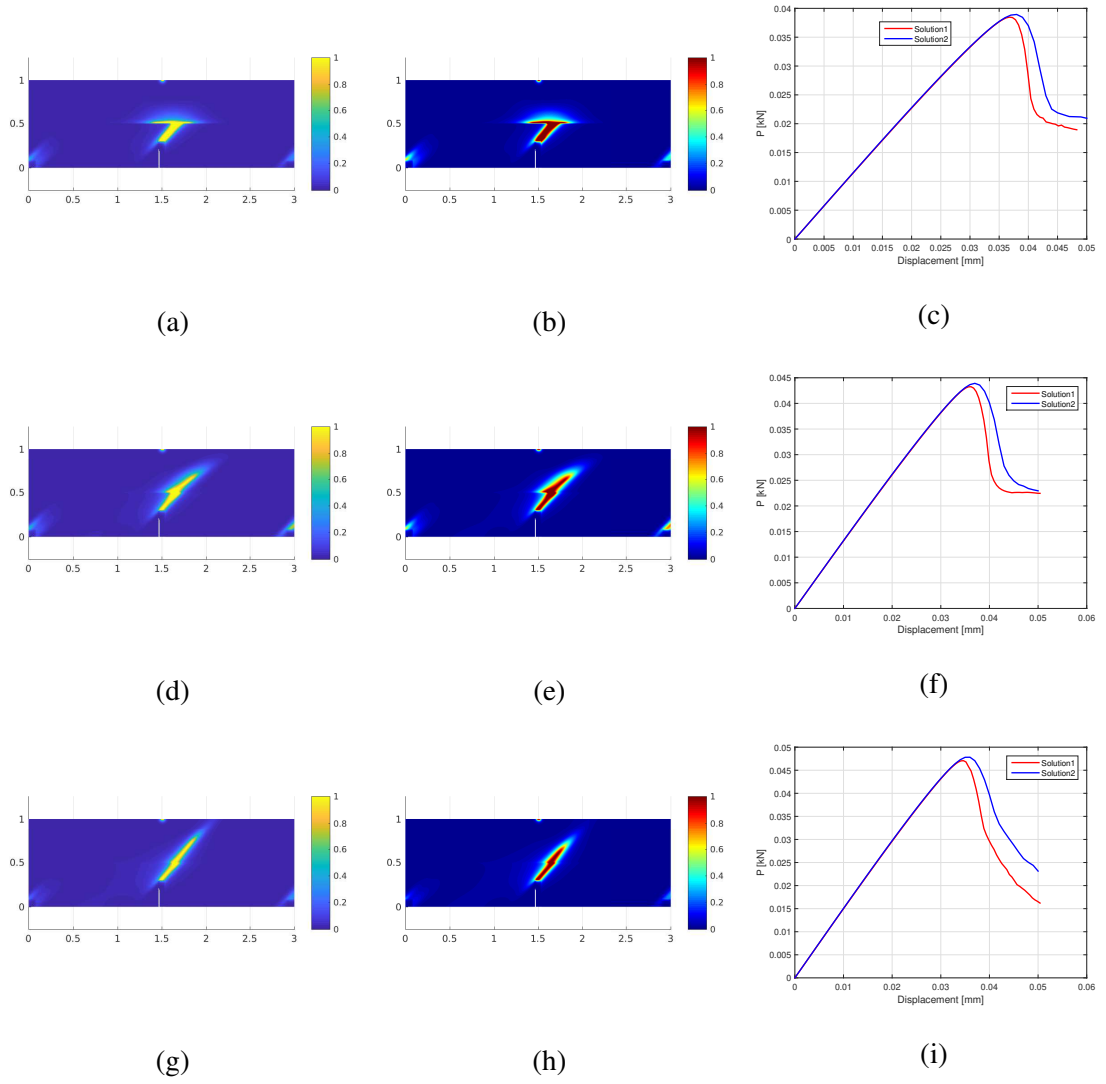 1
0.5
0
0 0.5 1 1.5 2 2.5 3
1
0.8
0.6
0.4
0.2
0
(a)
1
0.5
0
0 0.5 1 1.5 2 2.5 3
1
0.8
0.6
0.4
0.2
0
(b)
0.04
0.035
0.03
0.025
0.02
0.015
0.01
0.005
0
P [kN]
Solution1
Solution2
0 0.005 0.01 0.015 0.02 0.025 0.03 0.035 0.04 0.045 0.05
Displacement [mm]
(c)
1
0.5
0
0 0.5 1 1.5 2 2.5 3
1
0.8
0.6
0.4
0.2
0
(d)
1
0.5
0
0 0.5 1 1.5 2 2.5 3
1
0.8
0.6
0.4
0.2
0
(e)
0.045
0.04
0.035
0.03
0.025
0.02
0.015
0.01
0.005
0
P [kN]
Solution1
Solution2
0 0.01 0.02 0.03 0.04 0.05 0.06
Displacement [mm]
(f)
1
0.5
0
0 0.5 1 1.5 2 2.5 3
1
0.8
0.6
0.4
0.2
0
(g)
1
0.5
0
0 0.5 1 1.5 2 2.5 3
1
0.8
0.6
0.4
0.2
0
(h)
0.05
0.045
0.04
0.035
0.03
0.025
0.02
0.015
0.01
0.005
0
P [kN]
Solution1
Solution2
0 0.01 0.02 0.03 0.04 0.05 0.06
Displacement [mm]
(i)